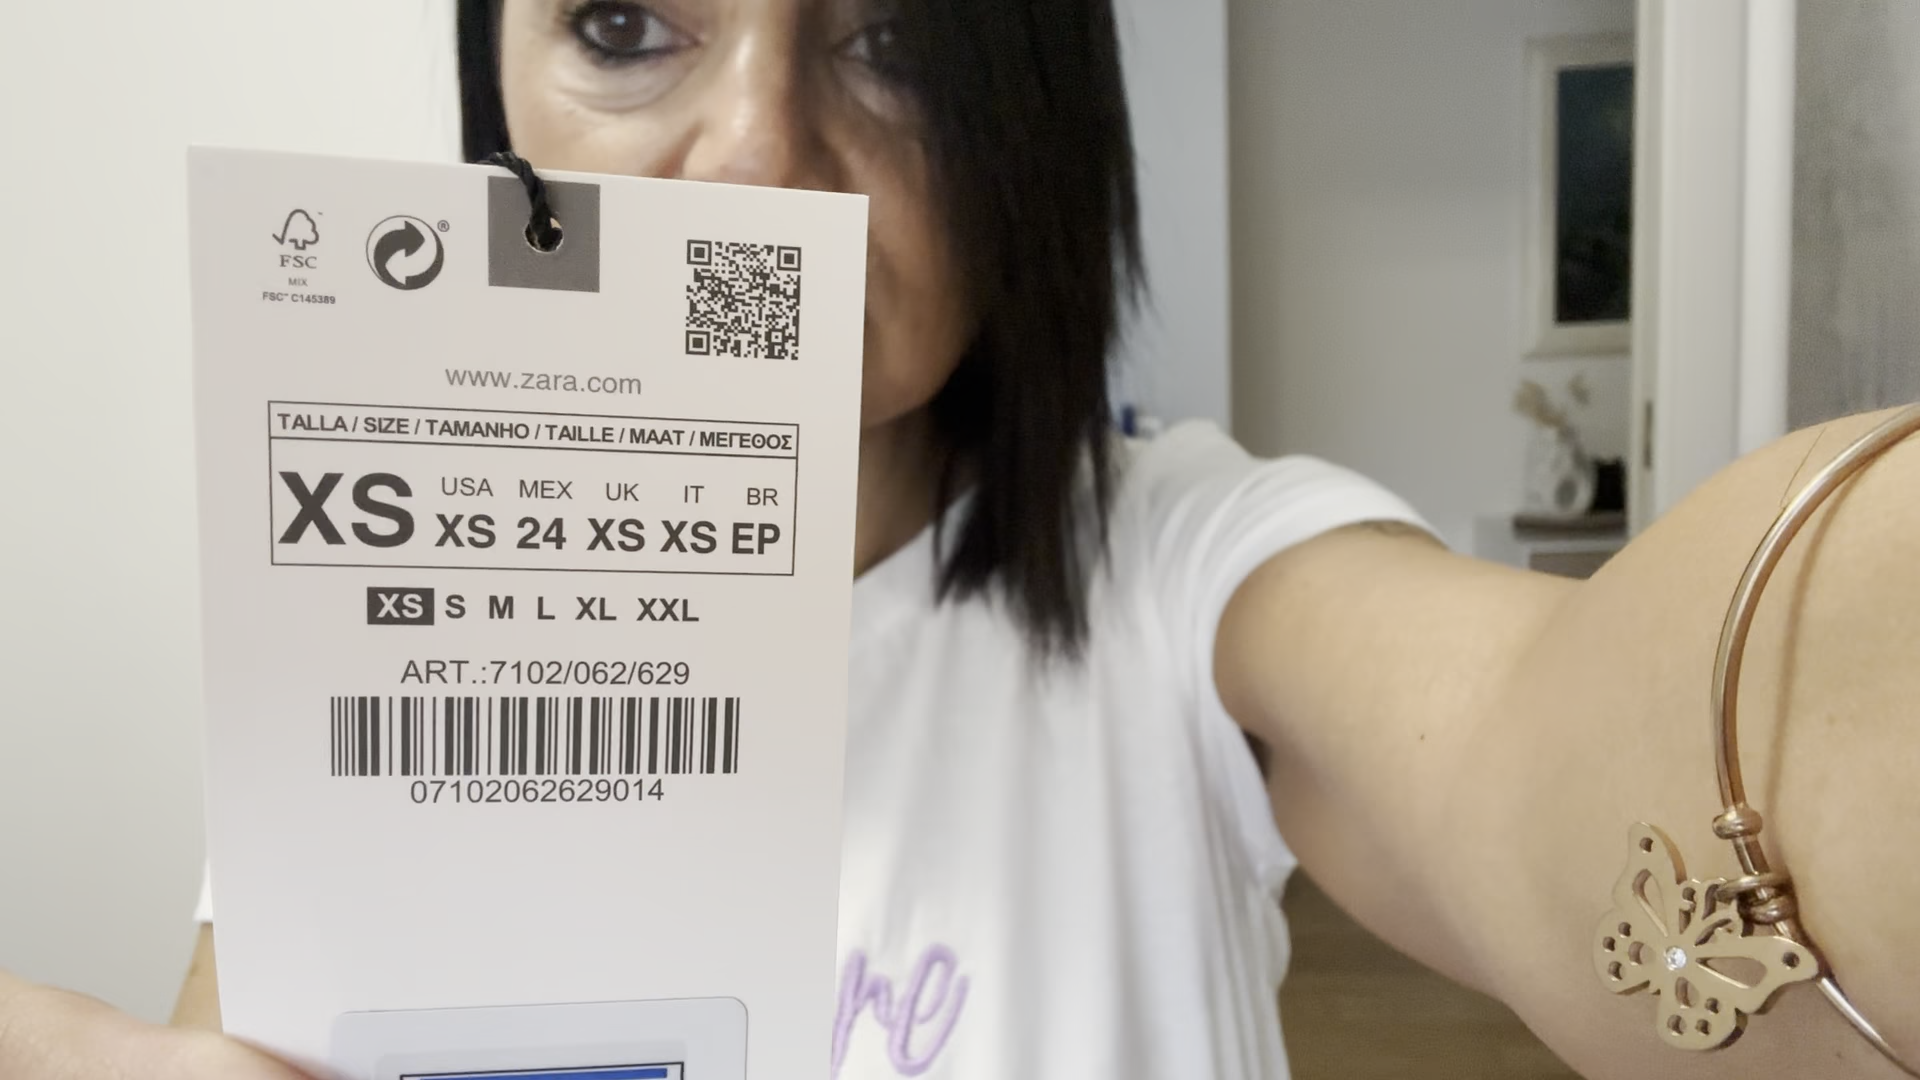 FSC
MIX
FSC™ C145389
®
www.zara.com
TALLA / SIZE / TAMANHO / TAILLE / MAAT / ΜΕΓΕΘΟΣ
USA MEX UK IT BR
XS XS 24 XS XS EP
XS S M L XL XXL
ART.:7102/062/629
07102062629014